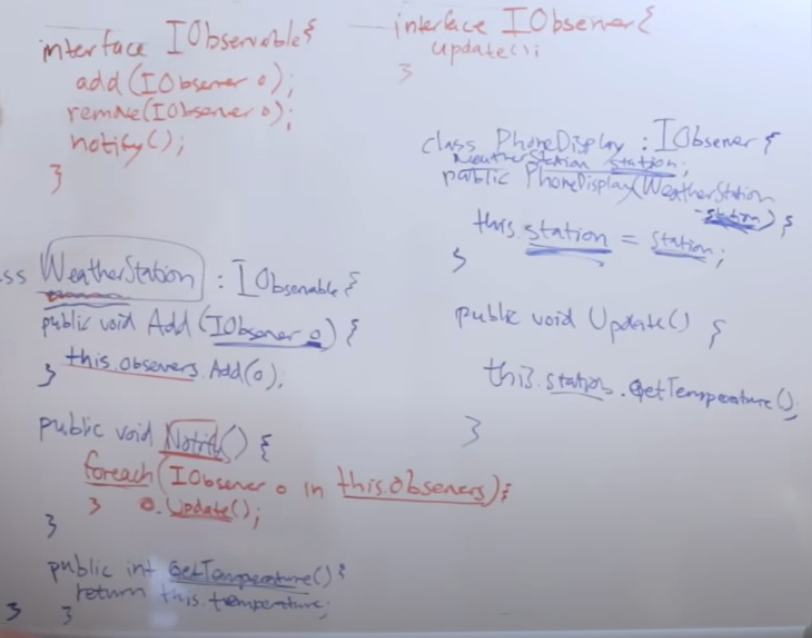 interface IObservable {
add(IObserver o);
remove(IObserver o);
notify();
}
ss WeatherStation : IObservable {
public void Add(IObserver o) {
this.observers.Add(o);
}
public void Notify() {
foreach(IObserver o in this.observers){
} o.Update();
}
public int GetTemperature(){
return this.temperature;
}
}
interface IObserver {
update();
}
class PhoneDisplay : IObserver {
WeatherStation station;
public PhoneDisplay(WeatherStation
station) {
this.station = station;
}
public void Update() {
this.station.GetTemperature();
}